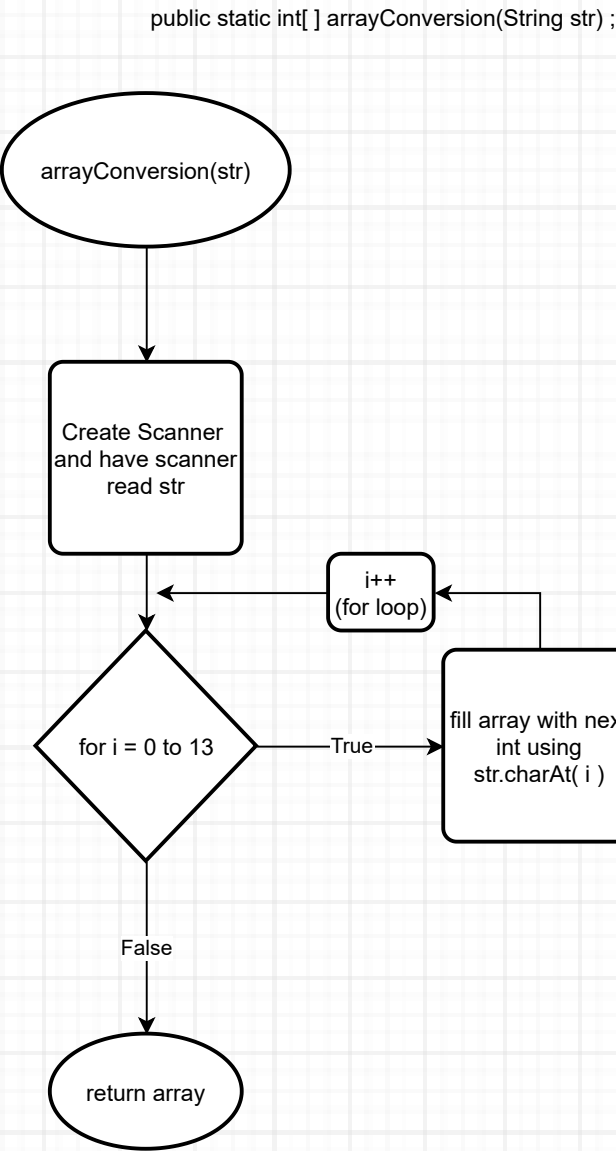 public static int[ ] arrayConversion(String str) ;
arrayConversion(str)
Create Scanner
and have scanner
read str
i++
(for loop)
for i = 0 to 13
True
fill array with nex
int using
str.charAt( i )
False
return array